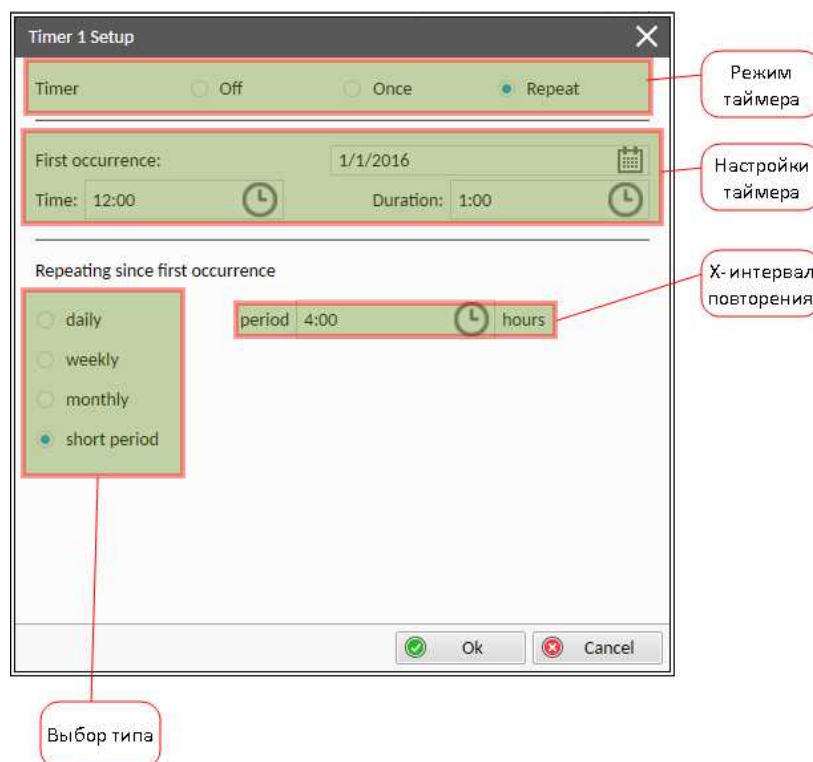 Timer 1 Setup
Timer Off Once Repeat
Режим
таймера
First occurrence: 1/1/2016
Time: 12:00 Duration: 1:00
Настройки
таймера
Repeating since first occurrence
daily period 4:00 hours
weekly
monthly
short period
Х-интервал
повторения
Ok Cancel
Выбор типа